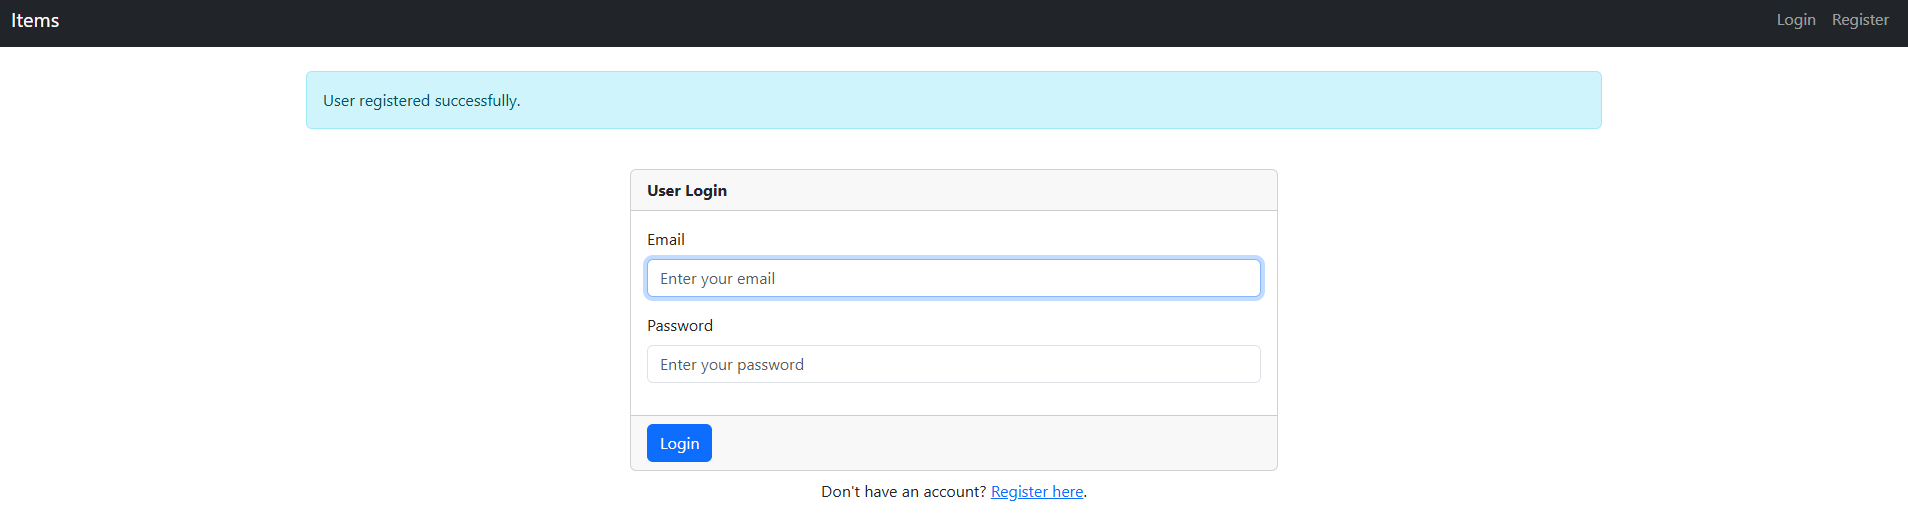 Items Login Register
User registered successfully.
User Login
Email
Enter your email
Password
Enter your password
Login
Don't have an account? Register here.